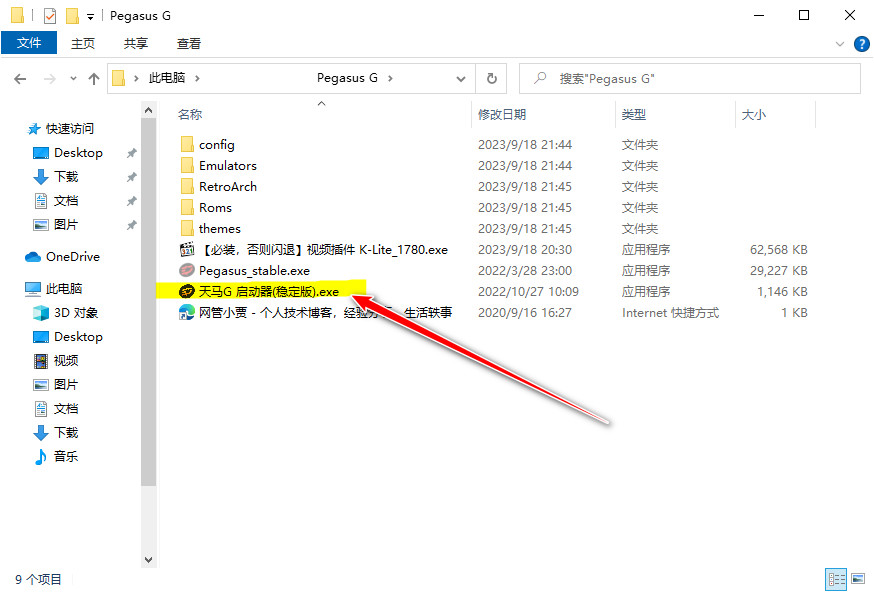 Pegasus G
文件 主页 共享 查看
此电脑 Pegasus G 搜索"Pegasus G"
名称 修改日期 类型 大小
快速访问
Desktop
下载
文档
图片
OneDrive
此电脑
3D 对象
Desktop
视频
图片
文档
下载
音乐
config 2023/9/18 21:44 文件夹
Emulators 2023/9/18 21:44 文件夹
RetroArch 2023/9/18 21:45 文件夹
Roms 2023/9/18 21:45 文件夹
themes 2023/9/18 21:45 文件夹
【必装，否则闪退】视频插件 K-Lite_1780.exe 2023/9/18 20:30 应用程序 62,568 KB
Pegasus_stable.exe 2022/3/28 23:00 应用程序 29,227 KB
天马G 启动器(稳定版).exe 2022/10/27 10:09 应用程序 1,146 KB
网管小贾 - 个人技术博客，经验 生活轶事 2020/9/16 16:27 Internet 快捷方式 1 KB
9 个项目